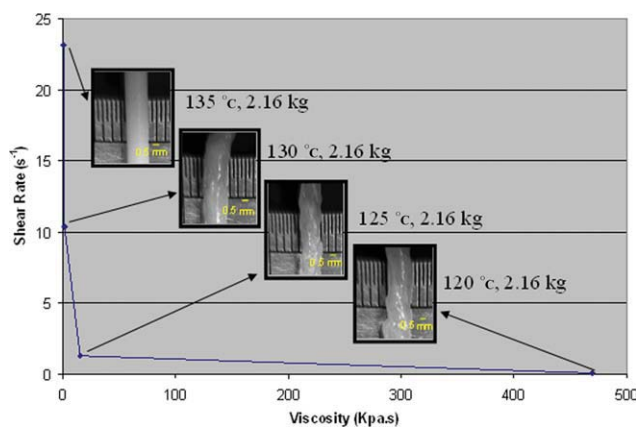 25
20
15
10
5
0
Shear Rate (s⁻¹)
135 °c, 2.16 kg
0.5 mm
130 °c, 2.16 kg
0.5 mm
125 °c, 2.16 kg
0.5 mm
120 °c, 2.16 kg
0.5 mm
0
100
200
300
400
500
Viscosity (Kpa.s)